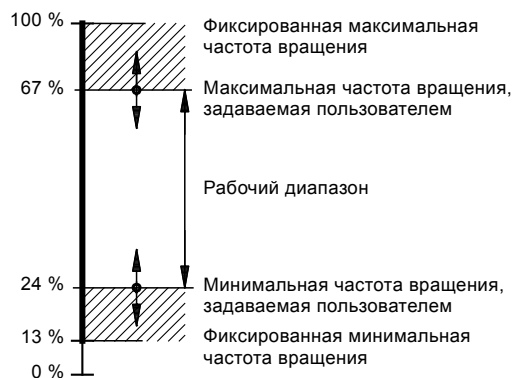 100 %
Фиксированная максимальная
частота вращения
67 %
Максимальная частота вращения,
задаваемая пользователем
Рабочий диапазон
24 %
Минимальная частота вращения,
задаваемая пользователем
13 %
Фиксированная минимальная
частота вращения
0 %